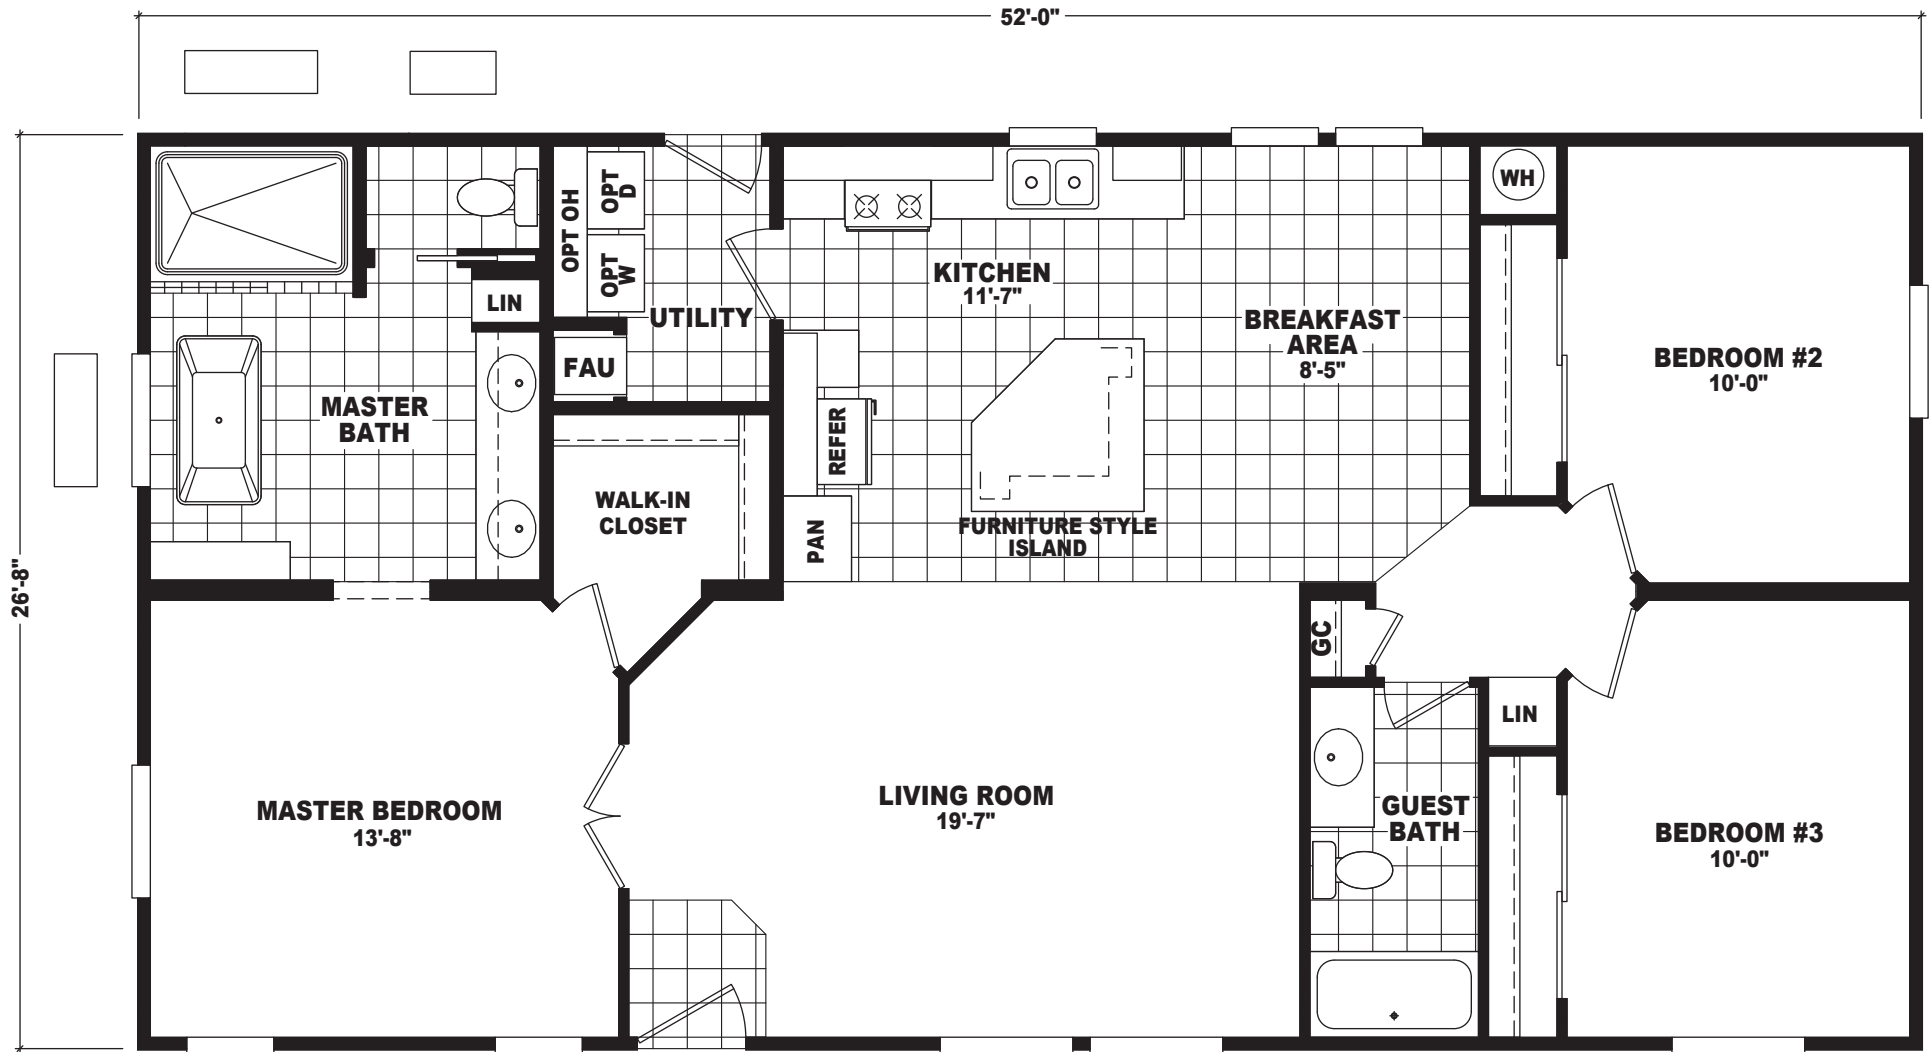 52'-0"
26'-8"
WH
OPT OH
OPT
D
OPT
W
LIN
UTILITY
KITCHEN
11'-7"
BREAKFAST
AREA
8'-5"
BEDROOM #2
10'-0"
FAU
MASTER
BATH
REFER
WALK-IN
CLOSET
PAN
FURNITURE STYLE
ISLAND
GC
LIN
MASTER BEDROOM
13'-8"
LIVING ROOM
19'-7"
GUEST
BATH
BEDROOM #3
10'-0"